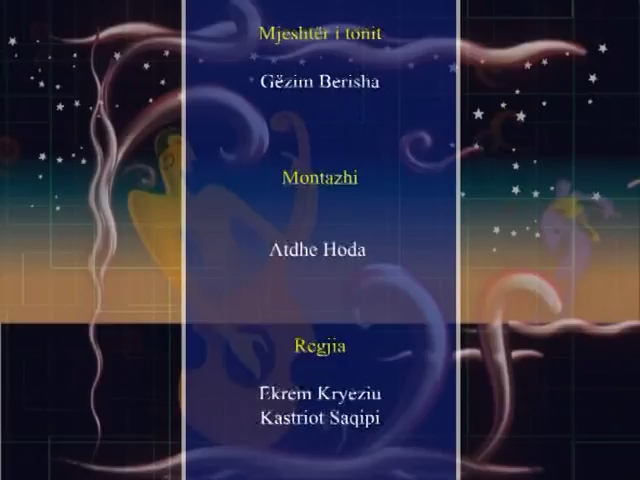 Mjeshtër i tonit
Gëzim Berisha
Montazhi
Atdhe Hoda
Regjia
Ekrem Kryeziu
Kastriot Saqipi